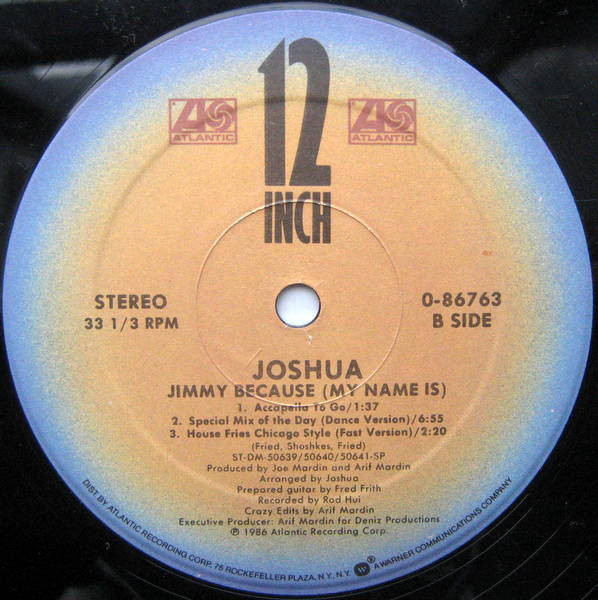 12
INCH
ATLANTIC
ATLANTIC
STEREO
33 1/3 RPM
0-86763
B SIDE
JOSHUA
JIMMY BECAUSE (MY NAME IS)
1. Accapella To Go/1:37
2. Special Mix of the Day (Dance Version)/6:55
3. House Fries Chicago Style (Fast Version)/2:20
(Fried, Shoshkes, Fried)
ST-DM-50639/50640/50641-SP
Produced by Joe Mardin and Arif Mardin
Arranged by Joshua
Prepared guitar by Fred Frith
(Recorded by Rod Hui
Crazy Edits by Arif Mardin
Executive Producer: Arif Mardin for Deniz Productions
℗ 1986 Atlantic Recording Corp.
DIST BY ATLANTIC RECORDING CORP. 75 ROCKEFELLER PLAZA, N.Y. N.Y. ® A WARNER COMMUNICATIONS COMPANY